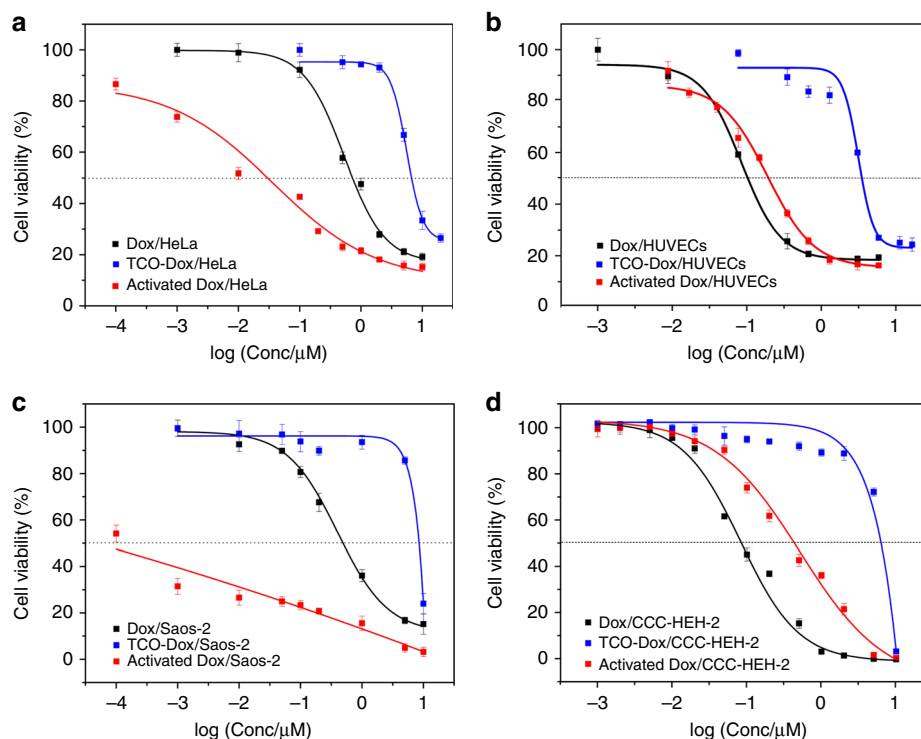 a
Cell viability (%)
100
80
60
40
20
0
Dox/HeLa
TCO-Dox/HeLa
Activated Dox/HeLa
–4 –3 –2 –1 0 1
log (Conc/μM)
b
Cell viability (%)
100
80
60
40
20
0
Dox/HUVECs
TCO-Dox/HUVECs
Activated Dox/HUVECs
–3 –2 –1 0 1
log (Conc/μM)
c
Cell viability (%)
100
80
60
40
20
0
Dox/Saos-2
TCO-Dox/Saos-2
Activated Dox/Saos-2
–4 –3 –2 –1 0 1
log (Conc/μM)
d
Cell viability (%)
100
80
60
40
20
0
Dox/CCC-HEH-2
TCO-Dox/CCC-HEH-2
Activated Dox/CCC-HEH-2
–3 –2 –1 0 1
log (Conc/μM)